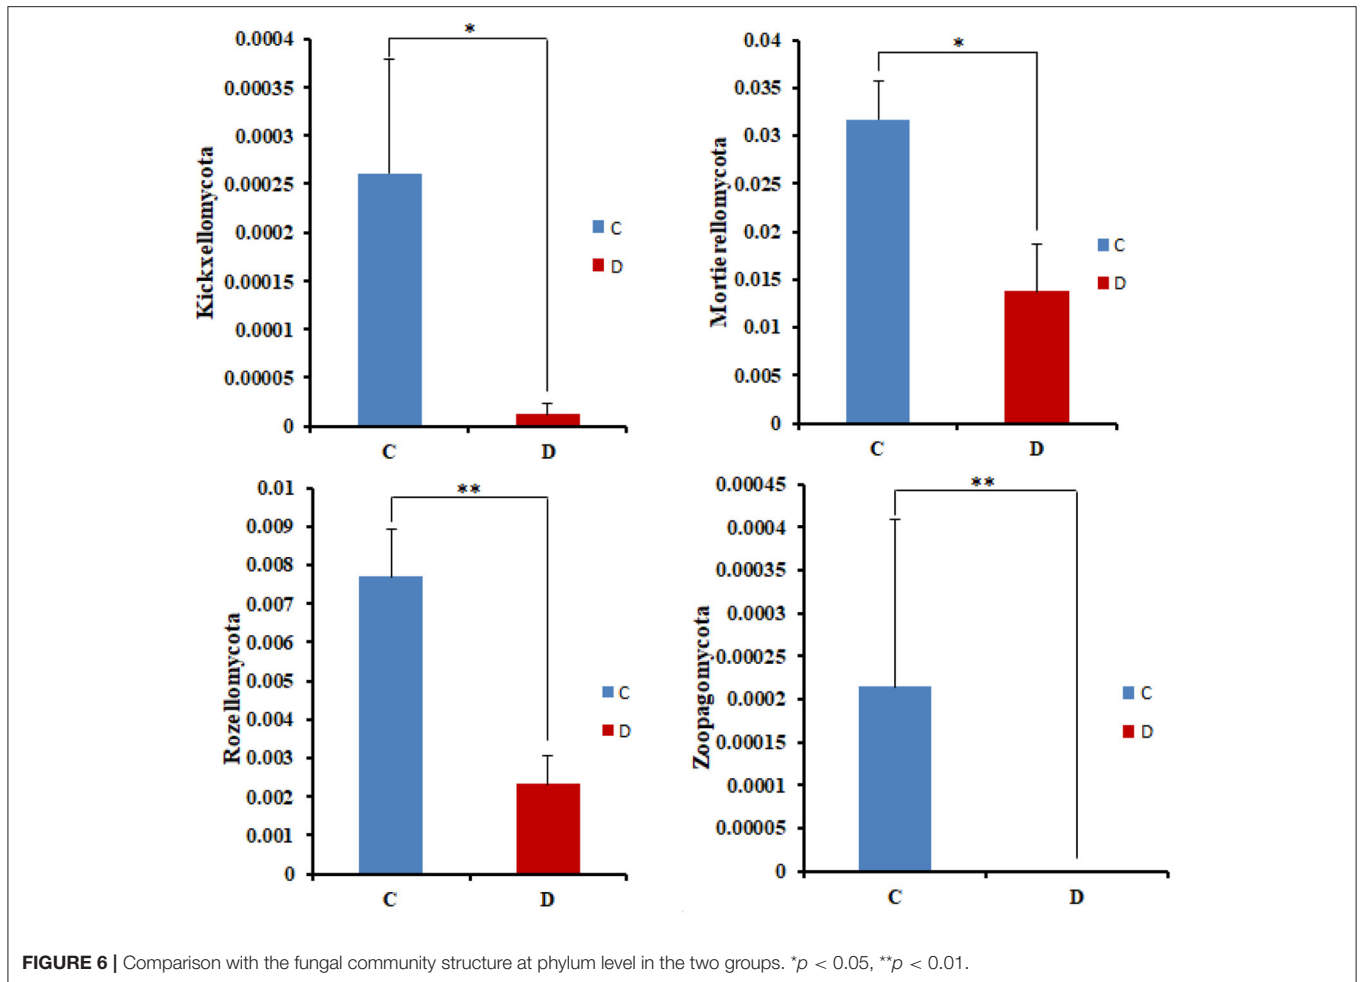 0.0004
0.00035
0.0003
0.00025
0.0002
0.00015
0.0001
0.00005
0
Kickxellomycota
*
C
D
C
D
0.04
0.035
0.03
0.025
0.02
0.015
0.01
0.005
0
Mortierellomycota
*
C
D
C
D
0.01
0.009
0.008
0.007
0.006
0.005
0.004
0.003
0.002
0.001
0
Rozellomycota
**
C
D
C
D
0.00045
0.0004
0.00035
0.0003
0.00025
0.0002
0.00015
0.0001
0.00005
0
Zoopagomycota
**
C
D
C
D
FIGURE 6 | Comparison with the fungal community structure at phylum level in the two groups. *p < 0.05, **p < 0.01.